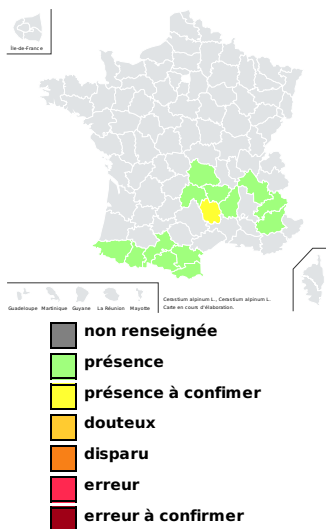 Île-de-France
Guadeloupe Martinique Guyane La Réunion Mayotte
Cerastium alpinum L., Cerastium alpinum L.
Carte en cours d'élaboration.
non renseignée
présence
présence à confimer
douteux
disparu
erreur
erreur à confirmer